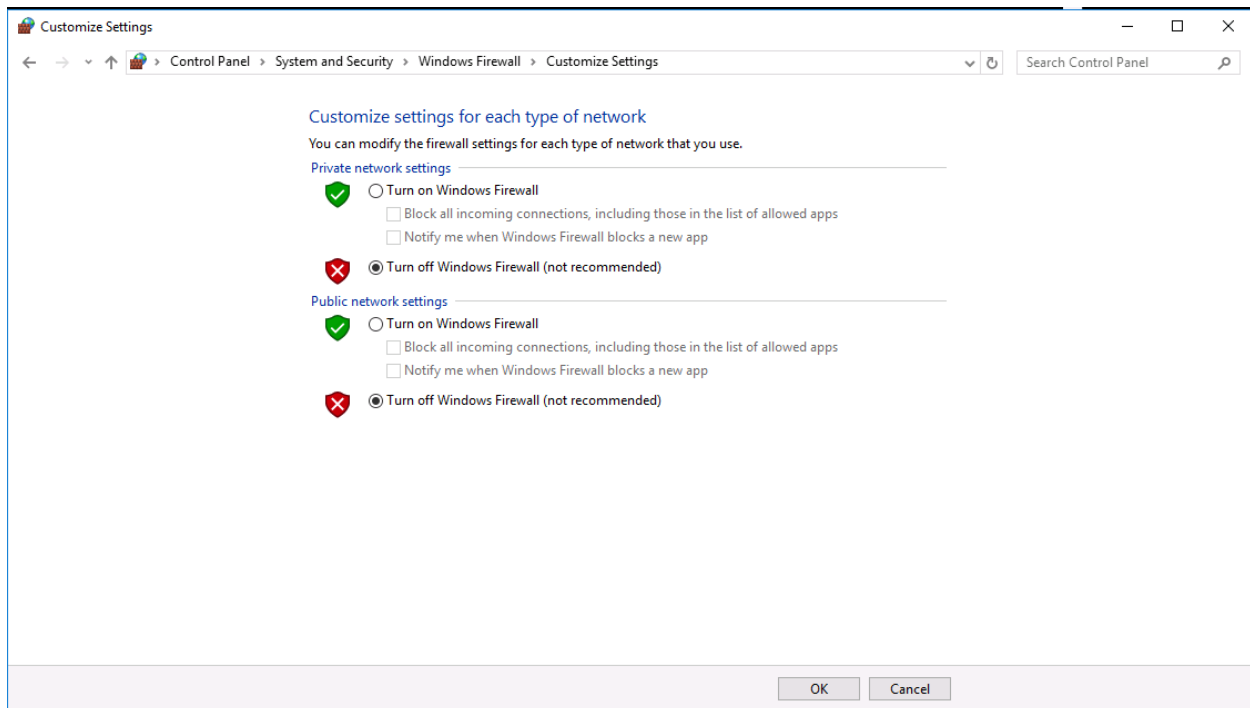 Customize Settings
Control Panel > System and Security > Windows Firewall > Customize Settings
Search Control Panel
Customize settings for each type of network
You can modify the firewall settings for each type of network that you use.
Private network settings
Turn on Windows Firewall
Block all incoming connections, including those in the list of allowed apps
Notify me when Windows Firewall blocks a new app
Turn off Windows Firewall (not recommended)
Public network settings
Turn on Windows Firewall
Block all incoming connections, including those in the list of allowed apps
Notify me when Windows Firewall blocks a new app
Turn off Windows Firewall (not recommended)
OK
Cancel